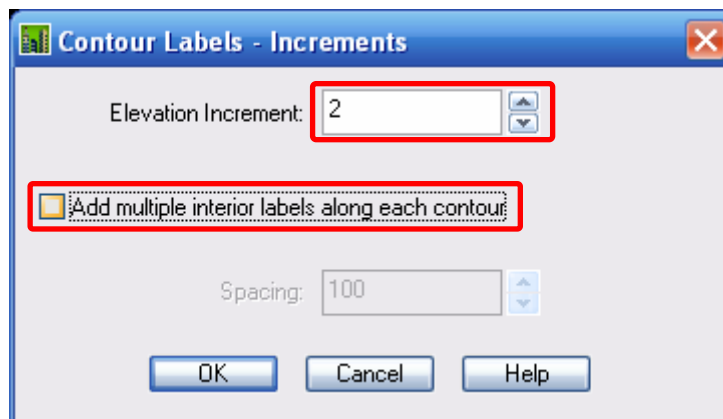 Contour Labels - Increments
Elevation Increment: 2
Add multiple interior labels along each contour
Spacing: 100
OK Cancel Help